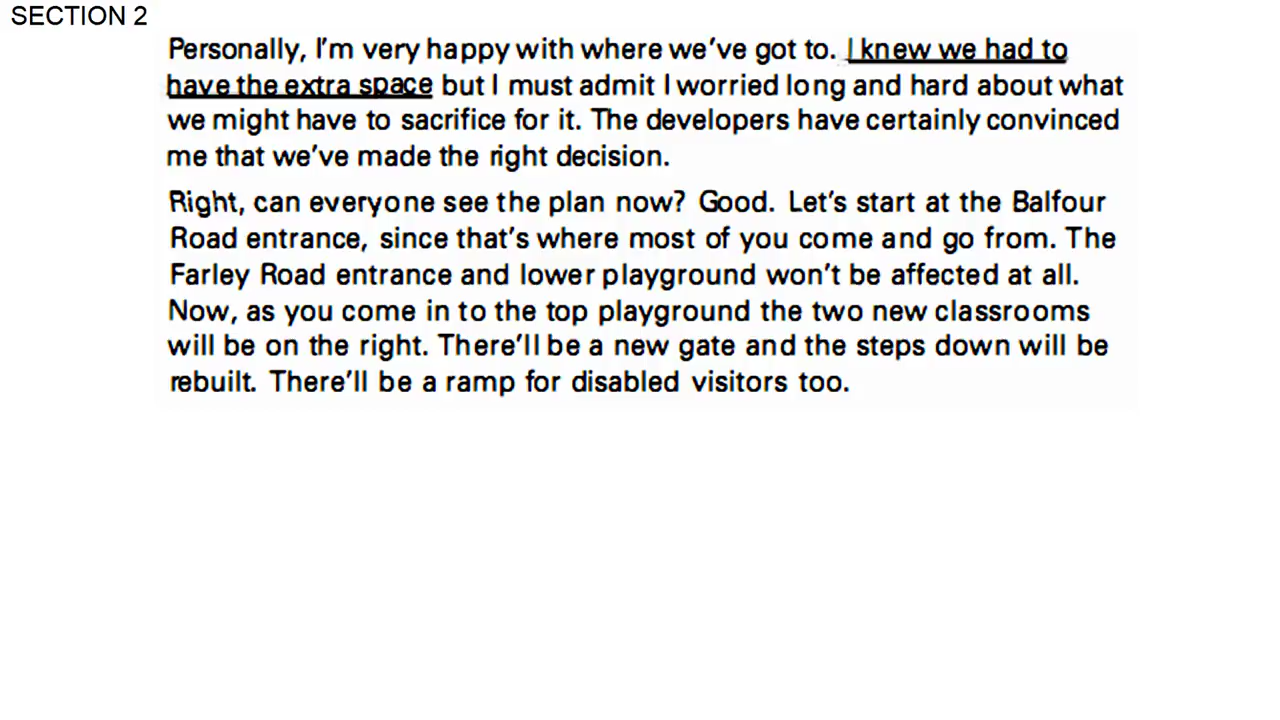 SECTION 2
Personally, I'm very happy with where we've got to. I knew we had to
have the extra space but I must admit I worried long and hard about what
we might have to sacrifice for it. The developers have certainly convinced
me that we've made the right decision.
Right, can everyone see the plan now? Good. Let's start at the Balfour
Road entrance, since that's where most of you come and go from. The
Farley Road entrance and lower playground won't be affected at all.
Now, as you come in to the top playground the two new classrooms
will be on the right. There'll be a new gate and the steps down will be
rebuilt. There'll be a ramp for disabled visitors too.